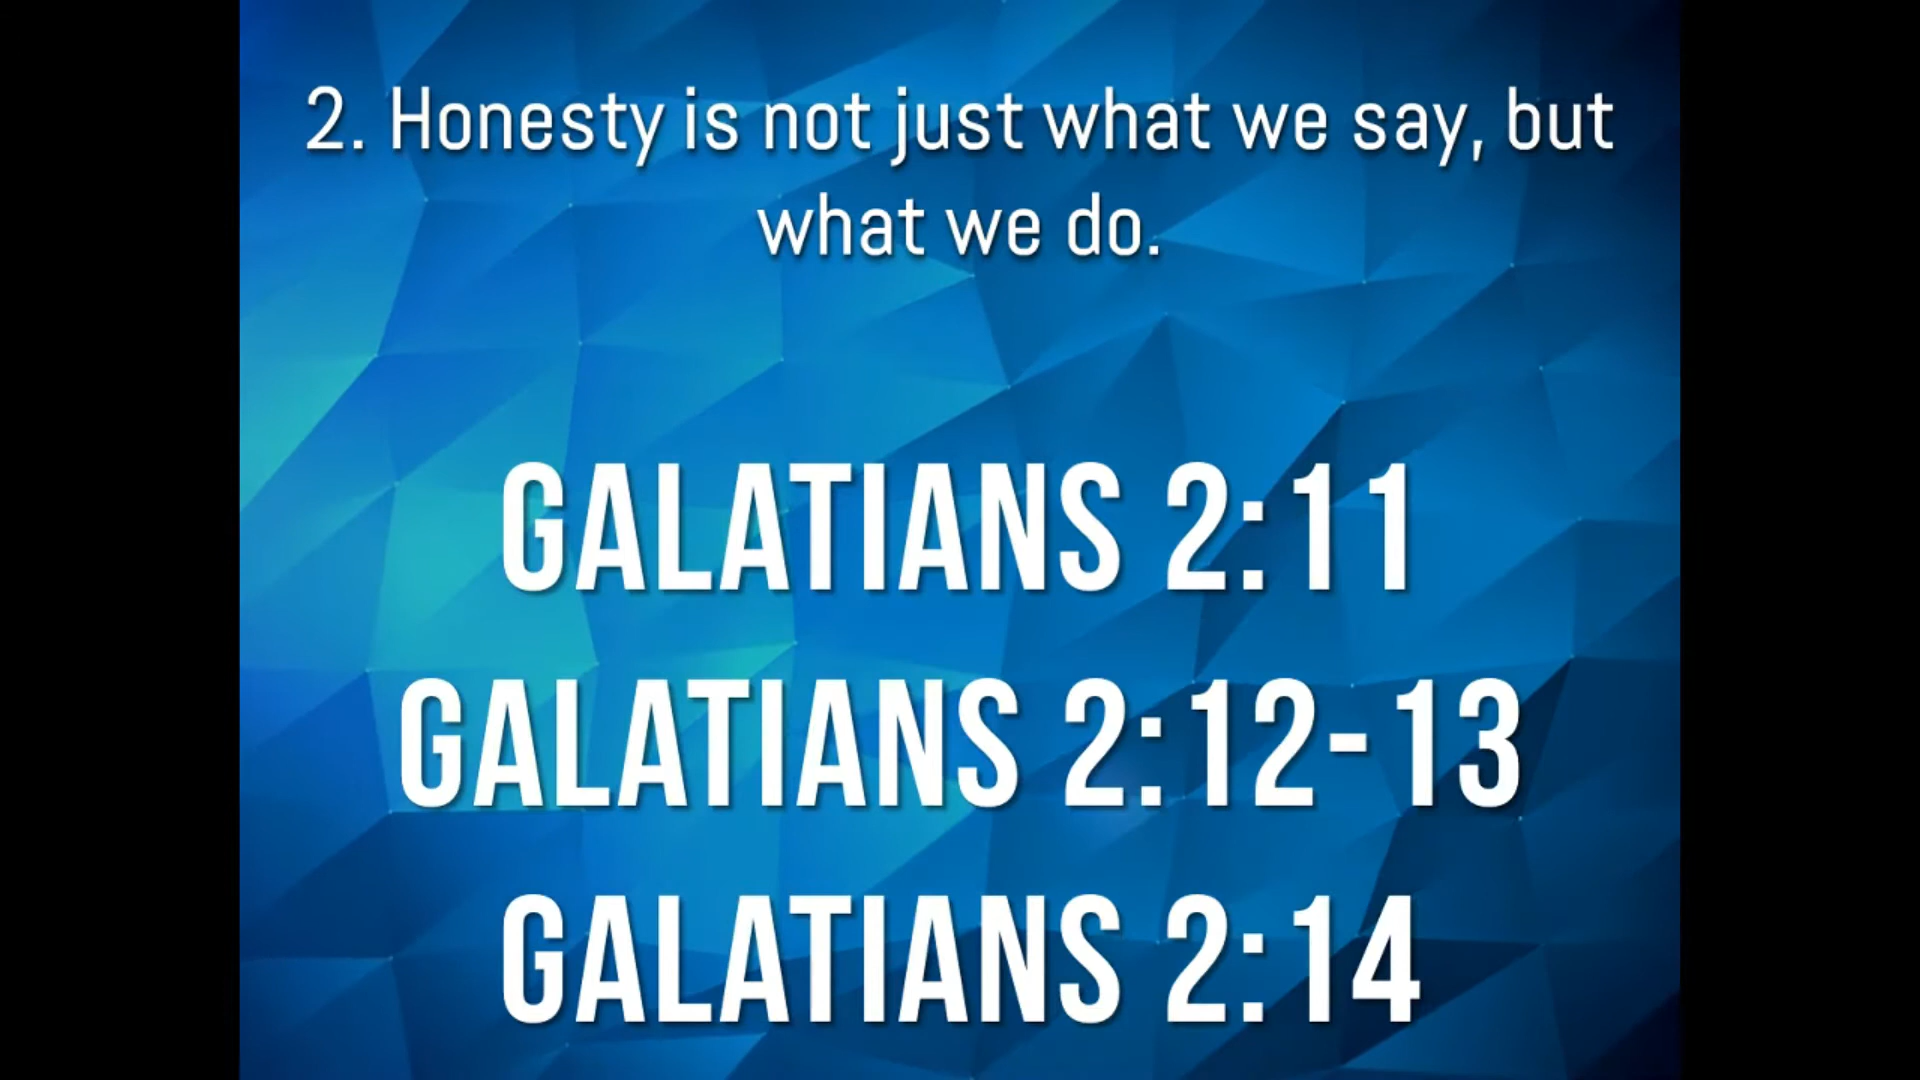 2. Honesty is not just what we say, but
what we do.
GALATIANS 2:11
GALATIANS 2:12-13
GALATIANS 2:14